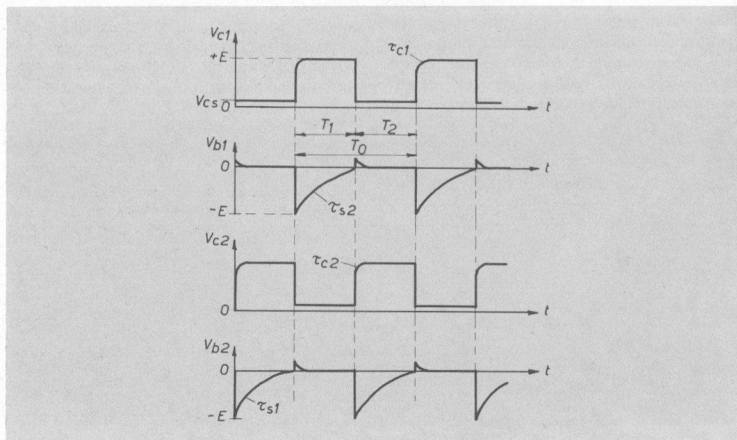 Vc1
+E
τc1
Vcs 0
t
T1 T2
T0
Vb1
0
t
τs2
-E
Vc2
τc2
0
t
Vb2
0
t
τs1
-E